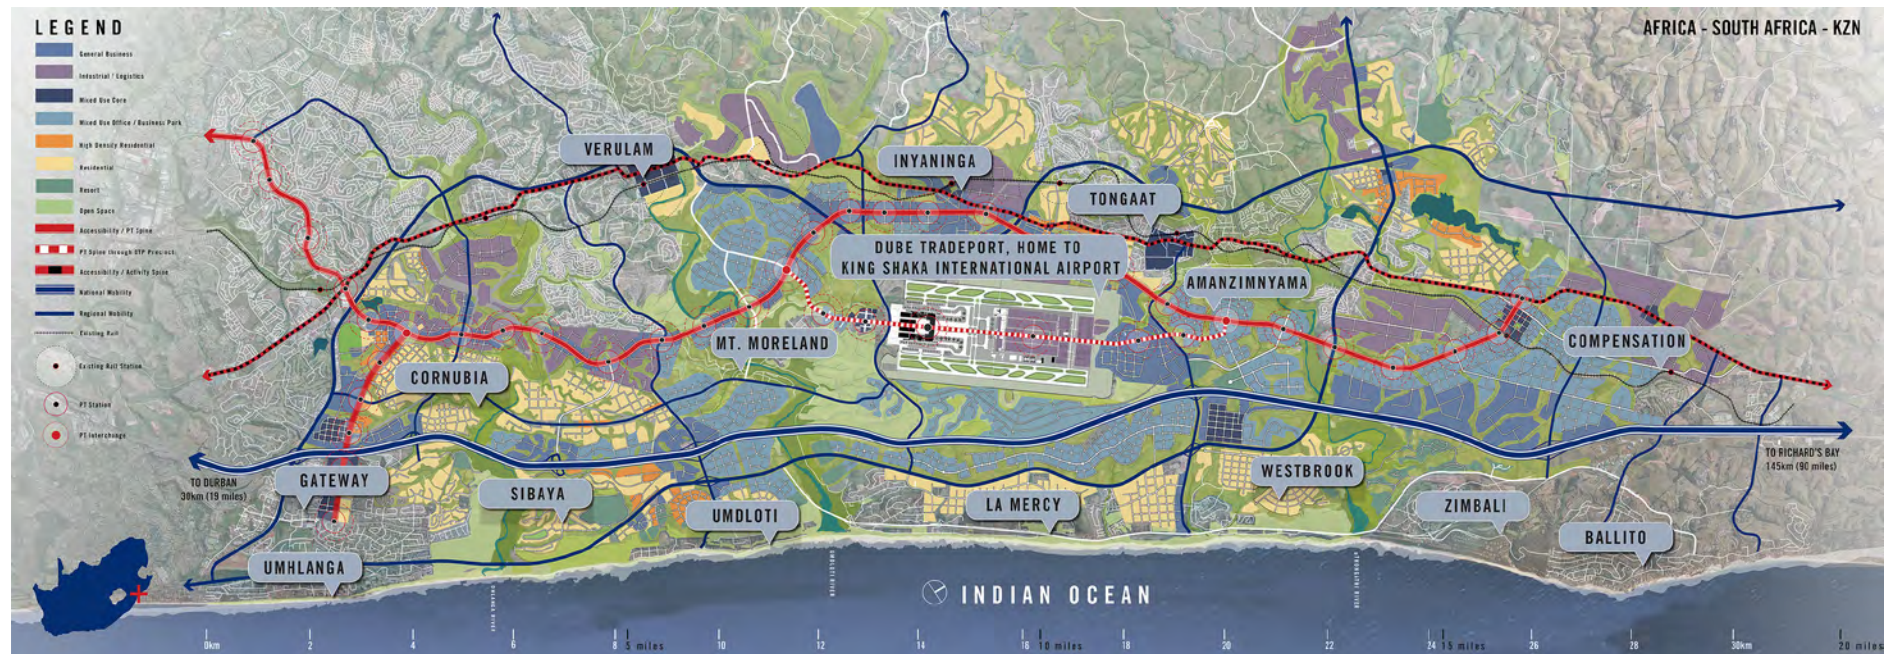 LEGEND
General Business
Industrial / Logistics
Mixed Use Core
Mixed Use Office / Business Park
High Density Residential
Residential
Resort
Open Space
Accessibility / PT Spine
PT Spine through DTP Precinct
Accessibility / Activity Spine
National Mobility
Regional Mobility
Existing Rail
Existing Rail Station
PT Station
PT Interchange
AFRICA - SOUTH AFRICA - KZN
VERULAM
INYANINGA
TONGAAT
DUBE TRADEPORT, HOME TO
KING SHAKA INTERNATIONAL AIRPORT
AMANZIMNYAMA
MT. MORELAND
COMPENSATION
CORNUBIA
TO DURBAN
30km (19 miles)
GATEWAY
SIBAYA
UMDLOTI
LA MERCY
WESTBROOK
ZIMBALI
TO RICHARD'S BAY
145km (90 miles)
BALLITO
UMHLANGA
INDIAN OCEAN
0km 2 4 6 8 5 miles 10 12 14 16 10 miles 18 20 22 24 15 miles 26 28 30km 20 miles